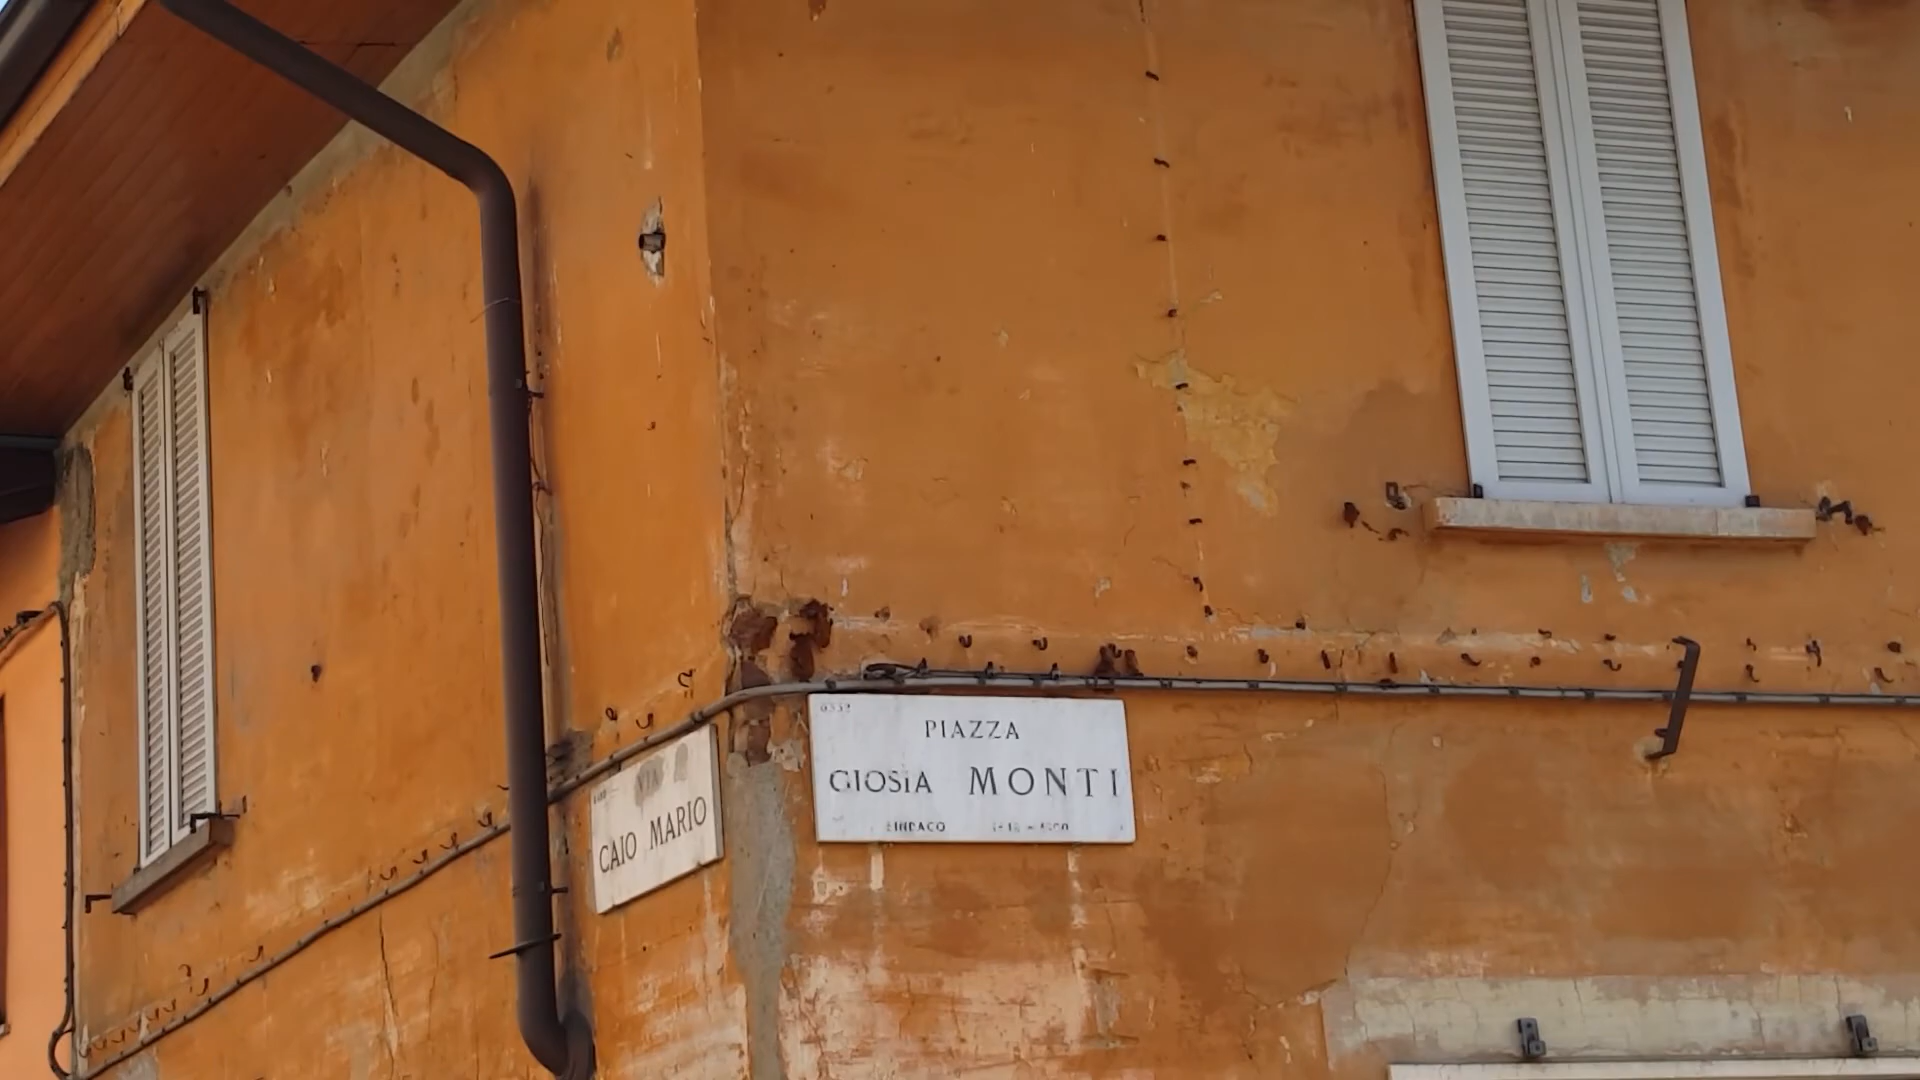 VIA
CAIO MARIO
PIAZZA
GIOSIA MONTI
SINDACO